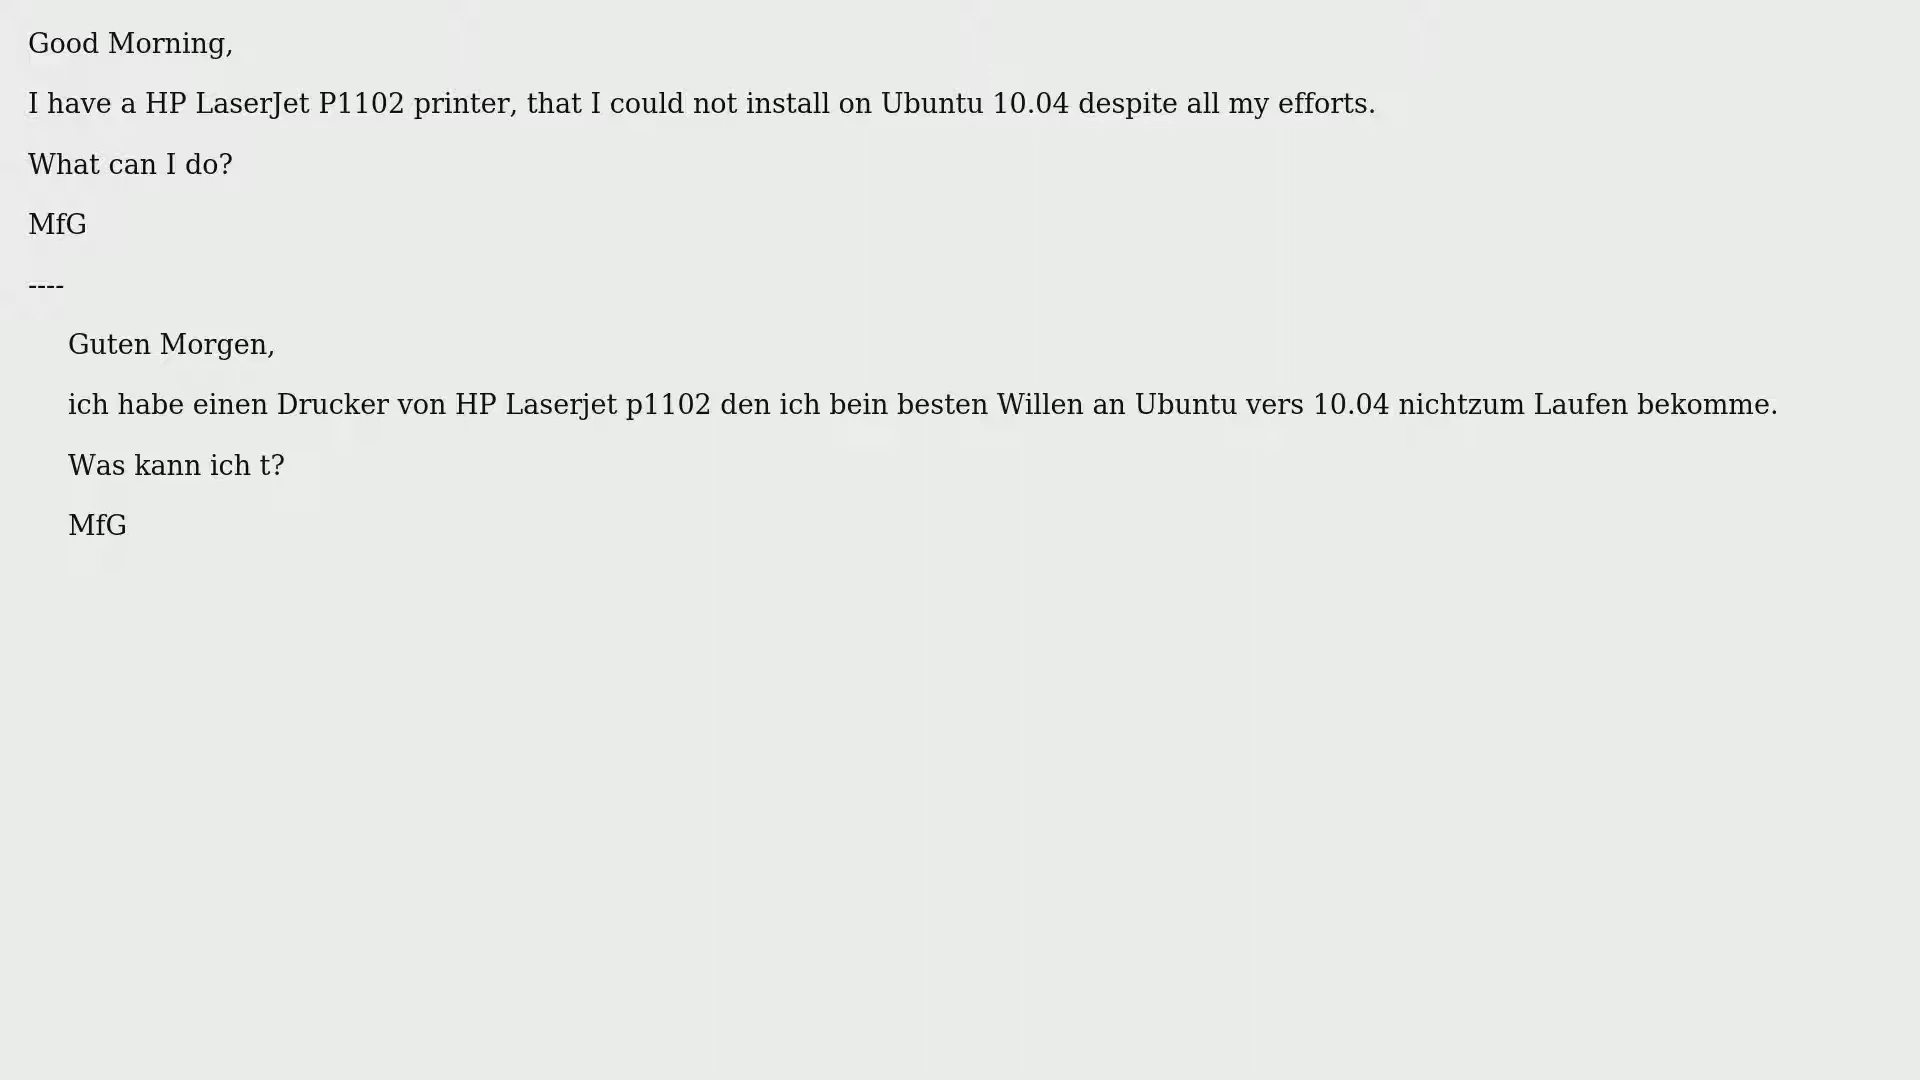 Good Morning,
I have a HP LaserJet P1102 printer, that I could not install on Ubuntu 10.04 despite all my efforts.
What can I do?
MfG
----
Guten Morgen,
ich habe einen Drucker von HP Laserjet p1102 den ich bein besten Willen an Ubuntu vers 10.04 nichtzum Laufen bekomme.
Was kann ich t?
MfG